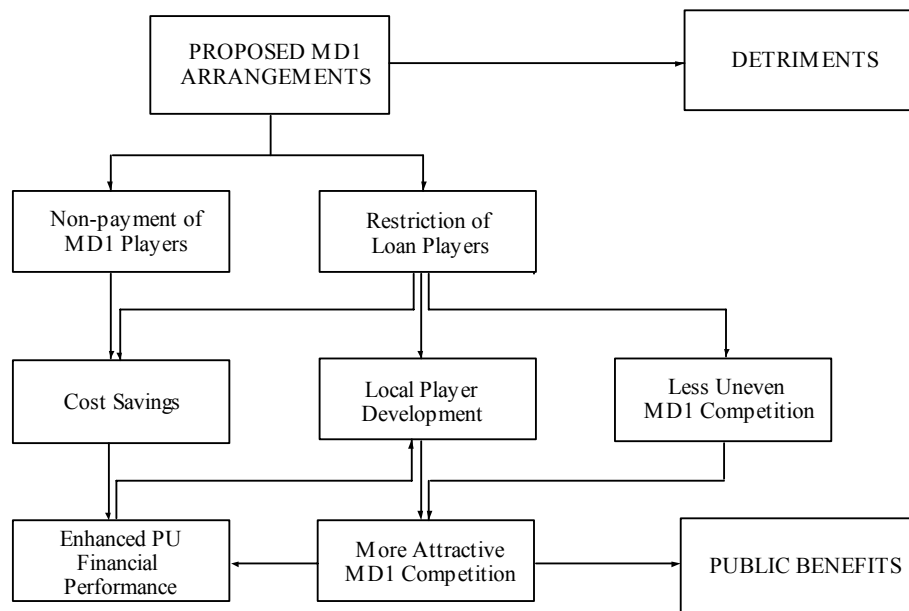 PROPOSED MD1
ARRANGEMENTS
DETRIMENTS
Non-payment of
MD1 Players
Restriction of
Loan Players
Cost Savings
Local Player
Development
Less Uneven
MD1 Competition
Enhanced PU
Financial
Performance
More Attractive
MD1 Competition
PUBLIC BENEFITS